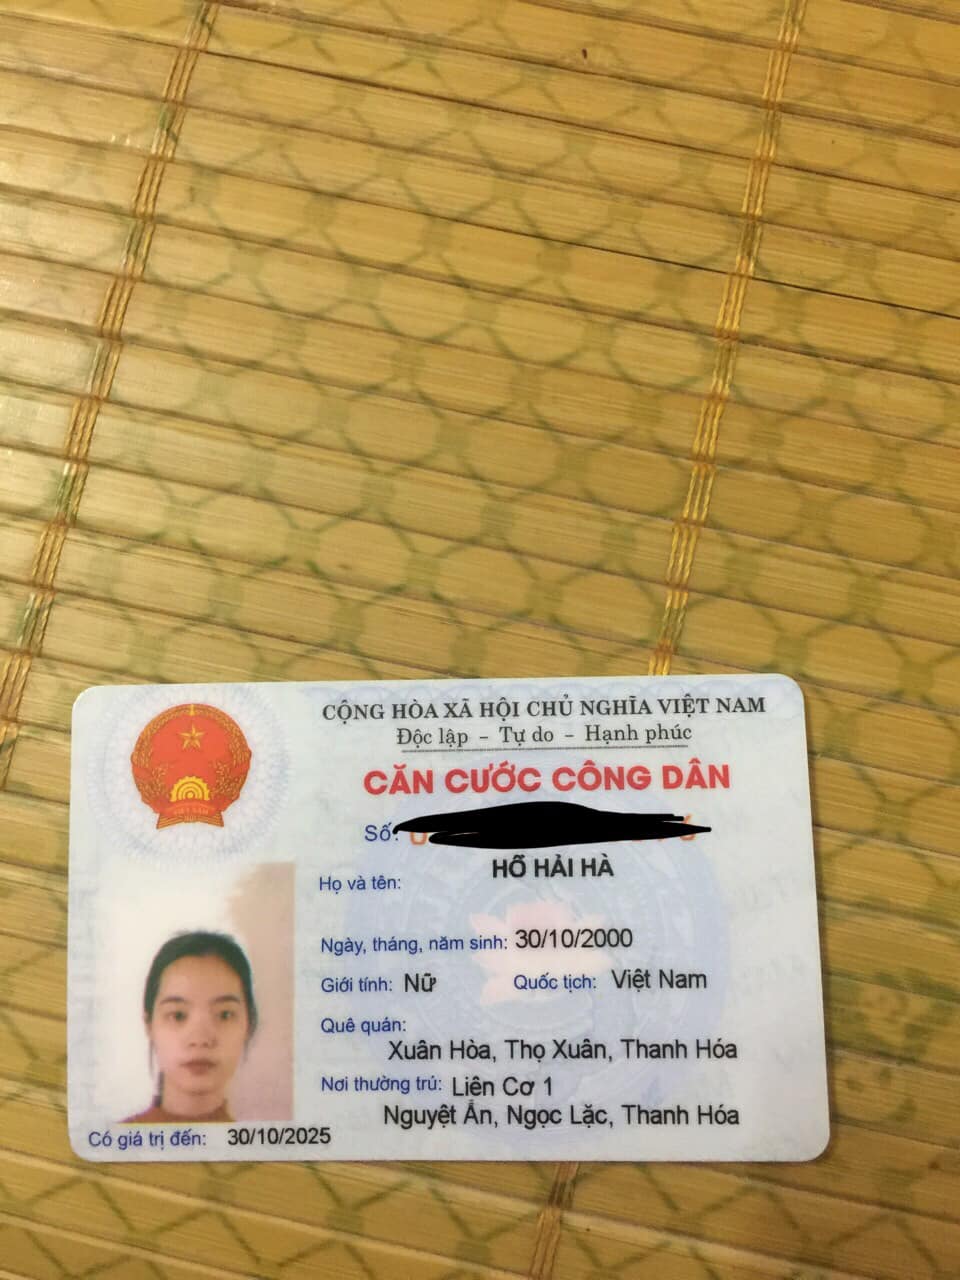 CỘNG HÒA XÃ HỘI CHỦ NGHĨA VIỆT NAM
Độc lập - Tự do - Hạnh phúc
CĂN CƯỚC CÔNG DÂN
Số:
HỒ HẢI HÀ
Họ và tên:
Ngày, tháng, năm sinh: 30/10/2000
Giới tính: Nữ Quốc tịch: Việt Nam
Quê quán:
Xuân Hòa, Thọ Xuân, Thanh Hóa
Nơi thường trú: Liên Cơ 1
Nguyệt Ấn, Ngọc Lặc, Thanh Hóa
Có giá trị đến: 30/10/2025